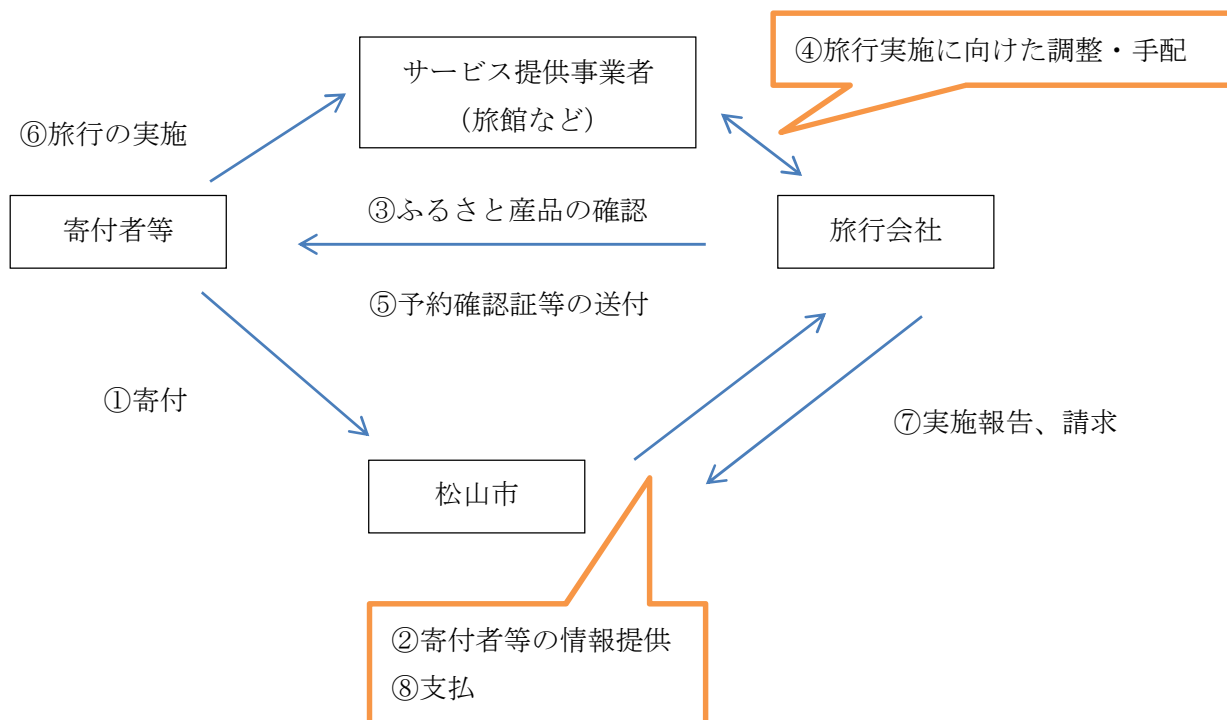 ④旅行実施に向けた調整・手配
サービス提供事業者
（旅館など）
⑥旅行の実施
寄付者等
③ふるさと産品の確認
旅行会社
⑤予約確認証等の送付
①寄付
⑦実施報告、請求
松山市
②寄付者等の情報提供
⑧支払